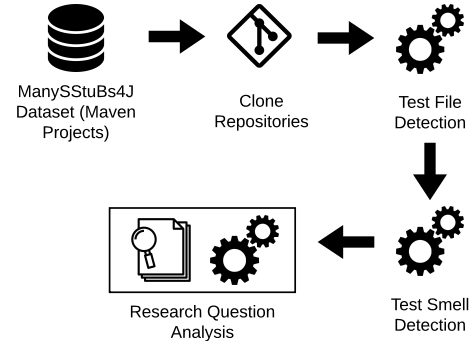 ManySStuBs4J
Dataset (Maven
Projects)
Clone
Repositories
Test File
Detection
Test Smell
Detection
Research Question
Analysis